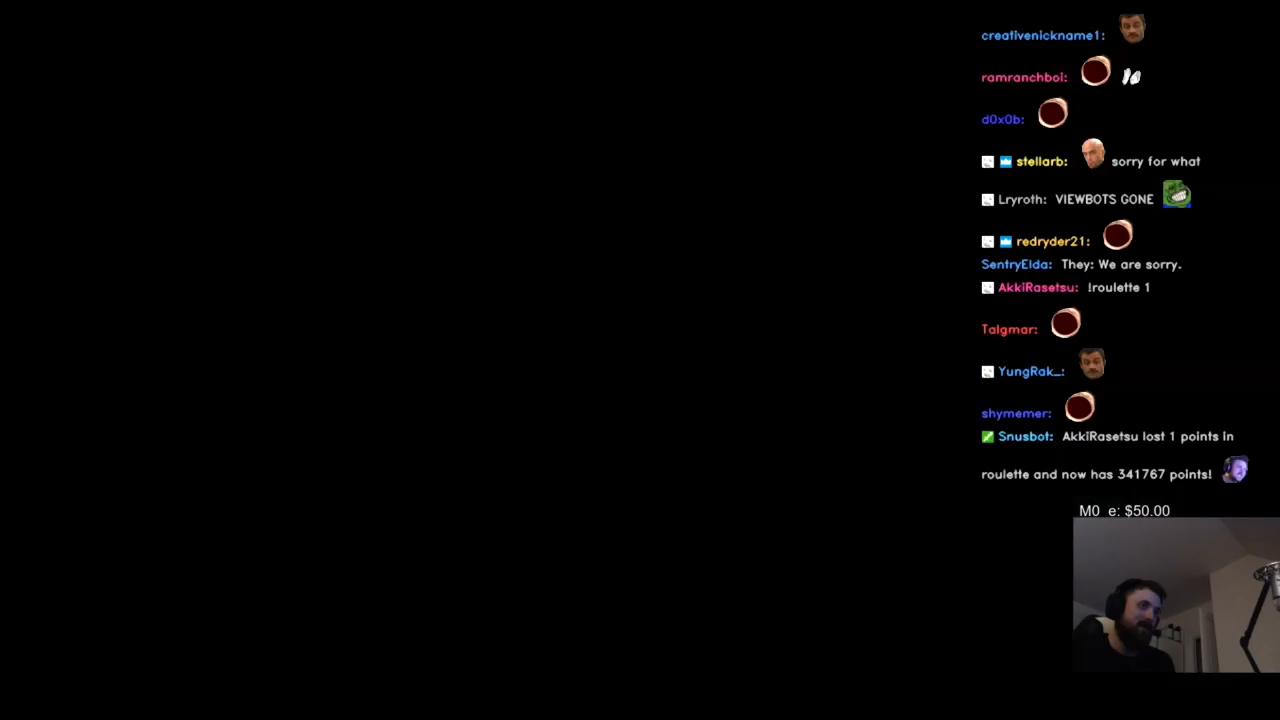 creativenickname1:
ramranchboi:
d0x0b:
stellarb: sorry for what
Lryroth: VIEWBOTS GONE
redryder21:
SentryElda: They: We are sorry.
AkkiRasetsu: !roulette 1
Talgmar:
YungRak_:
shymemer:
Snusbot: AkkiRasetsu lost 1 points in
roulette and now has 341767 points!
M0_e: $50.00